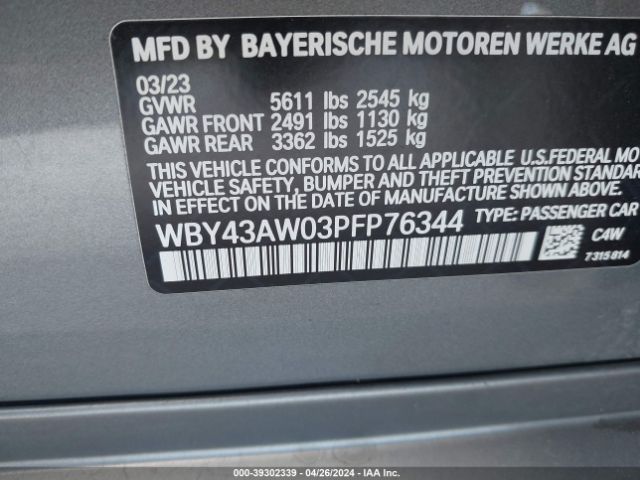 MFD BY BAYERISCHE MOTOREN WERKE AG
03/23
GVWR 5611 lbs 2545 kg
GAWR FRONT 2491 lbs 1130 kg
GAWR REAR 3362 lbs 1525 kg
THIS VEHICLE CONFORMS TO ALL APPLICABLE U.S.FEDERAL MO
VEHICLE SAFETY, BUMPER AND THEFT PREVENTION STANDAR
IN EFFECT ON THE DATE OF MANUFACTURE SHOWN ABOVE.
WBY43AW03PFP76344 TYPE: PASSENGER CAR
C4W
7315814
000-39302339 - 04/26/2024 - IAA Inc.